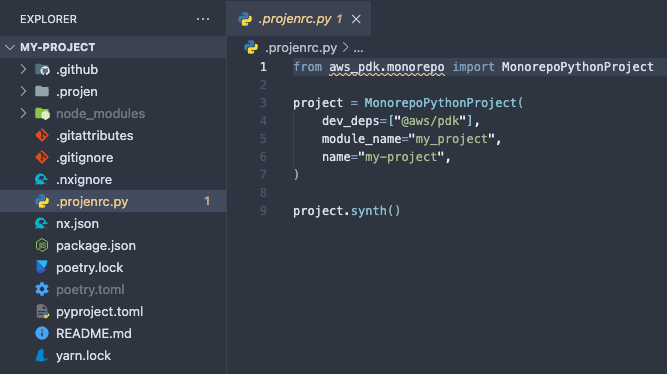 EXPLORER ...
MY-PROJECT
.github
.projen
node_modules
.gitattributes
.gitignore
.nxignore
.projenrc.py 1
nx.json
package.json
poetry.lock
poetry.toml
pyproject.toml
README.md
yarn.lock
.projenrc.py 1 ×
.projenrc.py > ...
1 from aws_pdk.monorepo import MonorepoPythonProject
2
3 project = MonorepoPythonProject(
4     dev_deps=["@aws/pdk"],
5     module_name="my_project",
6     name="my-project",
7 )
8
9 project.synth()